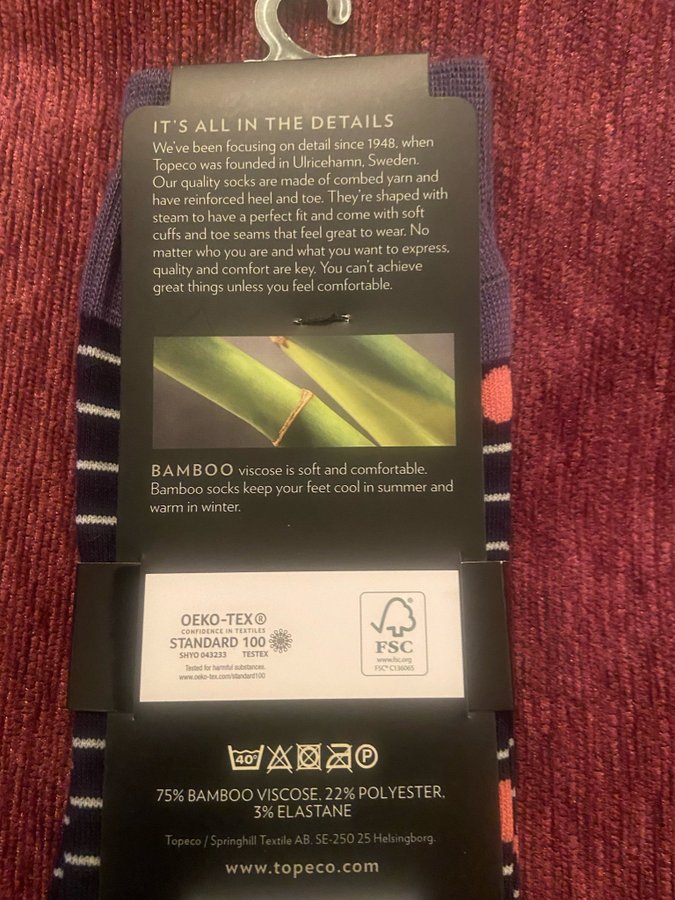 IT'S ALL IN THE DETAILS
We've been focusing on detail since 1948, when
Topeco was founded in Ulricehamn, Sweden.
Our quality socks are made of combed yarn and
have reinforced heel and toe. They're shaped with
steam to have a perfect fit and come with soft
cuffs and toe seams that feel great to wear. No
matter who you are and what you want to express,
quality and comfort are key. You can't achieve
great things unless you feel comfortable.
BAMBOO viscose is soft and comfortable.
Bamboo socks keep your feet cool in summer and
warm in winter.
OEKO-TEX®
CONFIDENCE IN TEXTILES
STANDARD 100
SHYO 043233 TESTEX
Tested for harmful substances.
www.oeko-tex.com/standard100
FSC
www.fsc.org
FSC® C136065
40° P
75% BAMBOO VISCOSE, 22% POLYESTER,
3% ELASTANE
Topeco / Springhill Textile AB. SE-250 25 Helsingborg.
www.topeco.com